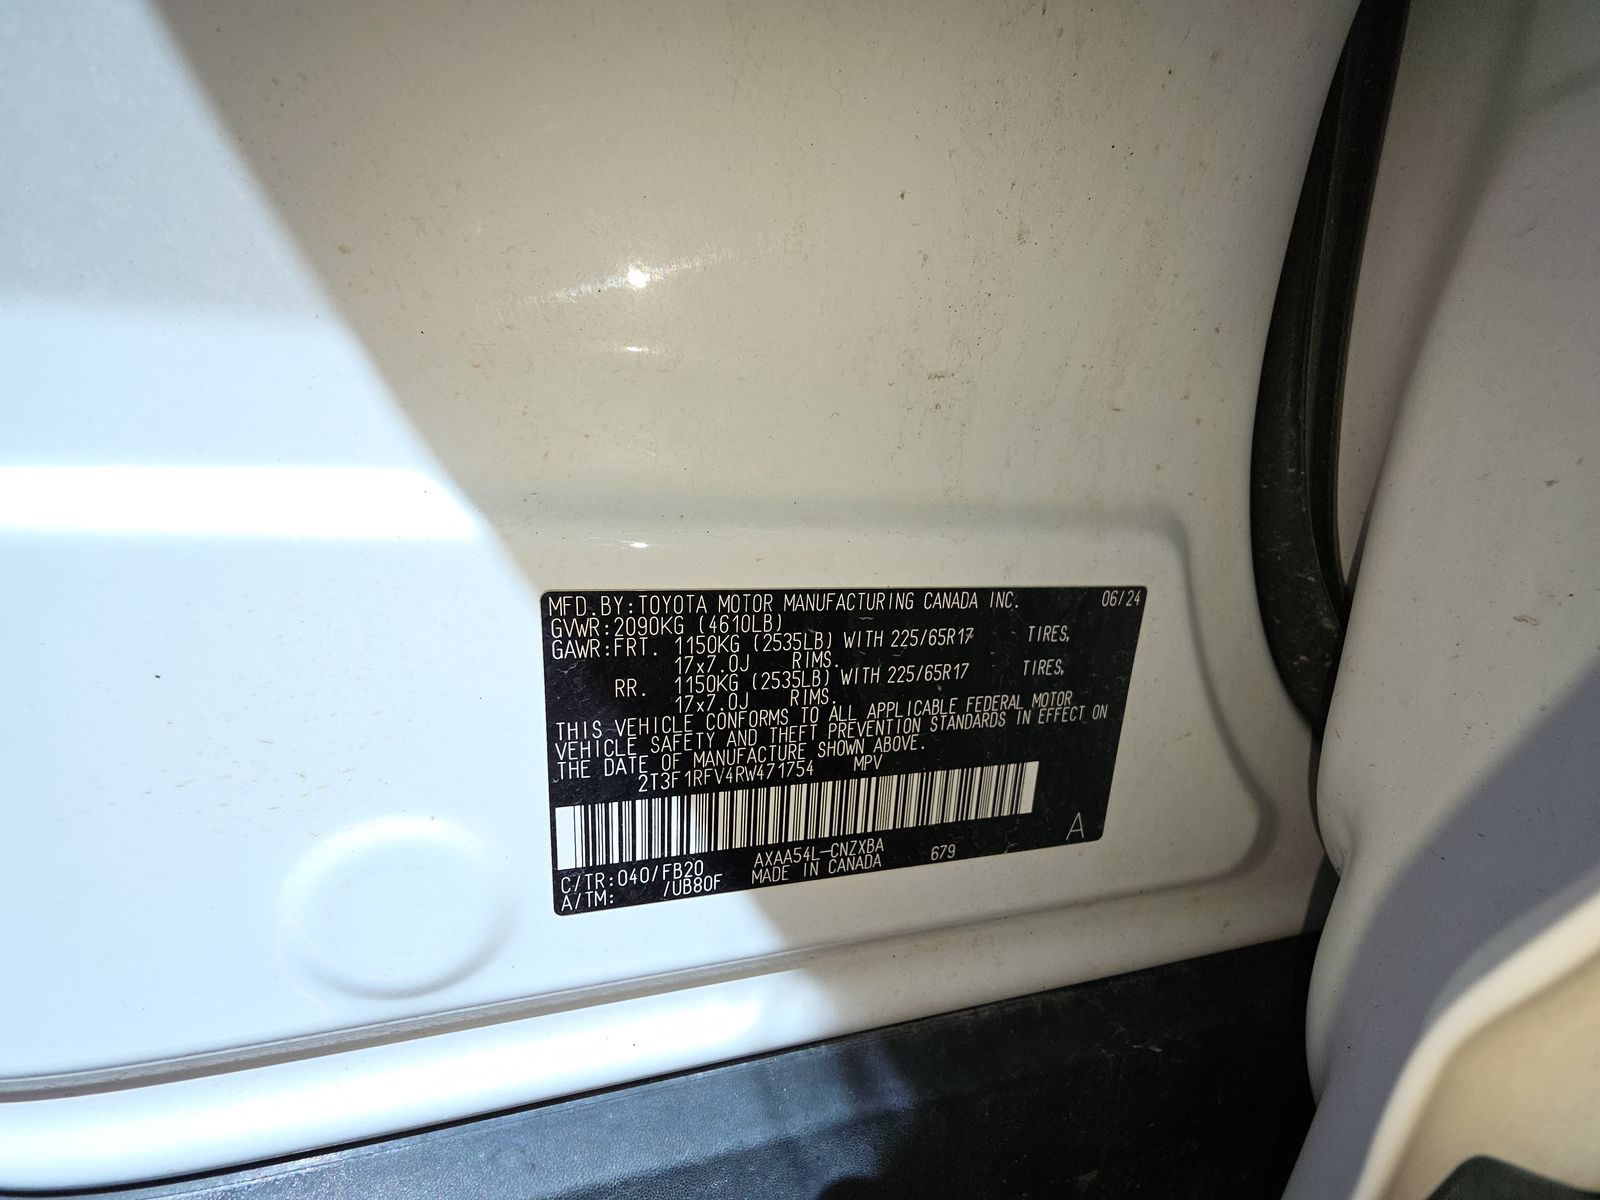 MFD.BY:TOYOTA MOTOR MANUFACTURING CANADA INC. 06/24
GVWR:2090KG (4610LB)
GAWR:FRT. 1150KG (2535LB) WITH 225/65R17 TIRES,
17x7.0J RIMS.
RR. 1150KG (2535LB) WITH 225/65R17 TIRES,
17x7.0J RIMS.
THIS VEHICLE CONFORMS TO ALL APPLICABLE FEDERAL MOTOR
VEHICLE SAFETY AND THEFT PREVENTION STANDARDS IN EFFECT ON
THE DATE OF MANUFACTURE SHOWN ABOVE.
2T3F1RFV4RW471754 MPV
A
C/TR:040/FB20 AXAA54L-CNZXBA 679
A/TM: /UB80F MADE IN CANADA